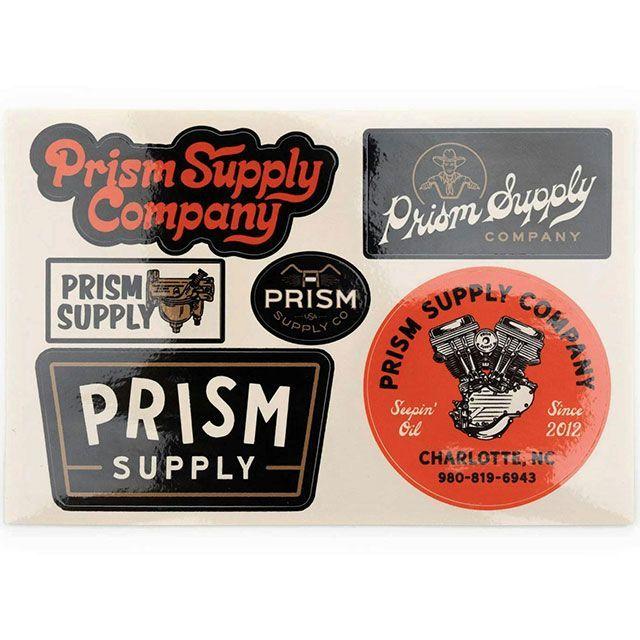 Prism Supply
Company
Prism Supply
COMPANY
PRISM
SUPPLY
PRISM
USA
SUPPLY CO
PRISM
SUPPLY
PRISM SUPPLY COMPANY
Seepin' Oil
Since 2012
CHARLOTTE, NC
980-819-6943